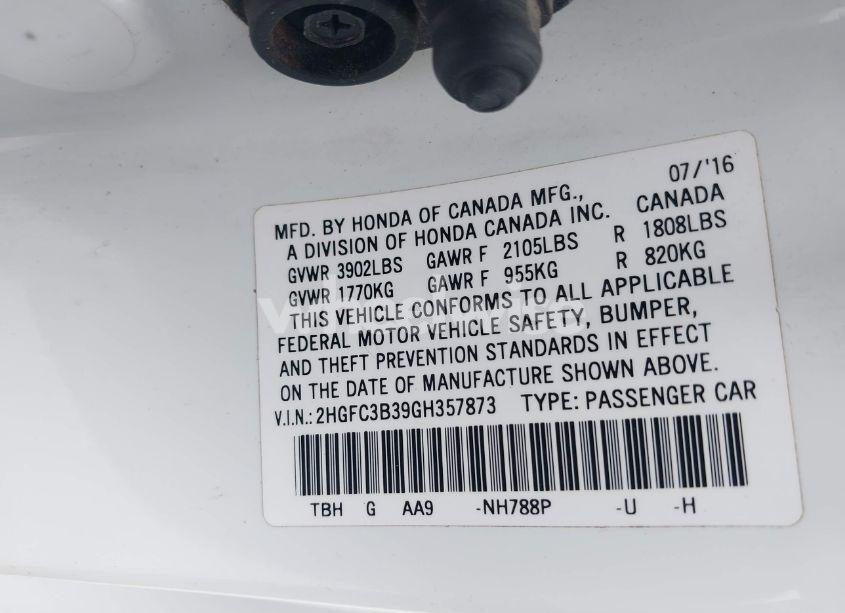 07/'16
MFD. BY HONDA OF CANADA MFG., CANADA
A DIVISION OF HONDA CANADA INC.
GVWR 3902LBS GAWR F 2105LBS R 1808LBS
GVWR 1770KG GAWR F 955KG R 820KG
THIS VEHICLE CONFORMS TO ALL APPLICABLE
FEDERAL MOTOR VEHICLE SAFETY, BUMPER,
AND THEFT PREVENTION STANDARDS IN EFFECT
ON THE DATE OF MANUFACTURE SHOWN ABOVE.
V.I.N.: 2HGFC3B39GH357873 TYPE: PASSENGER CAR
TBH G AA9 -NH788P -U -H